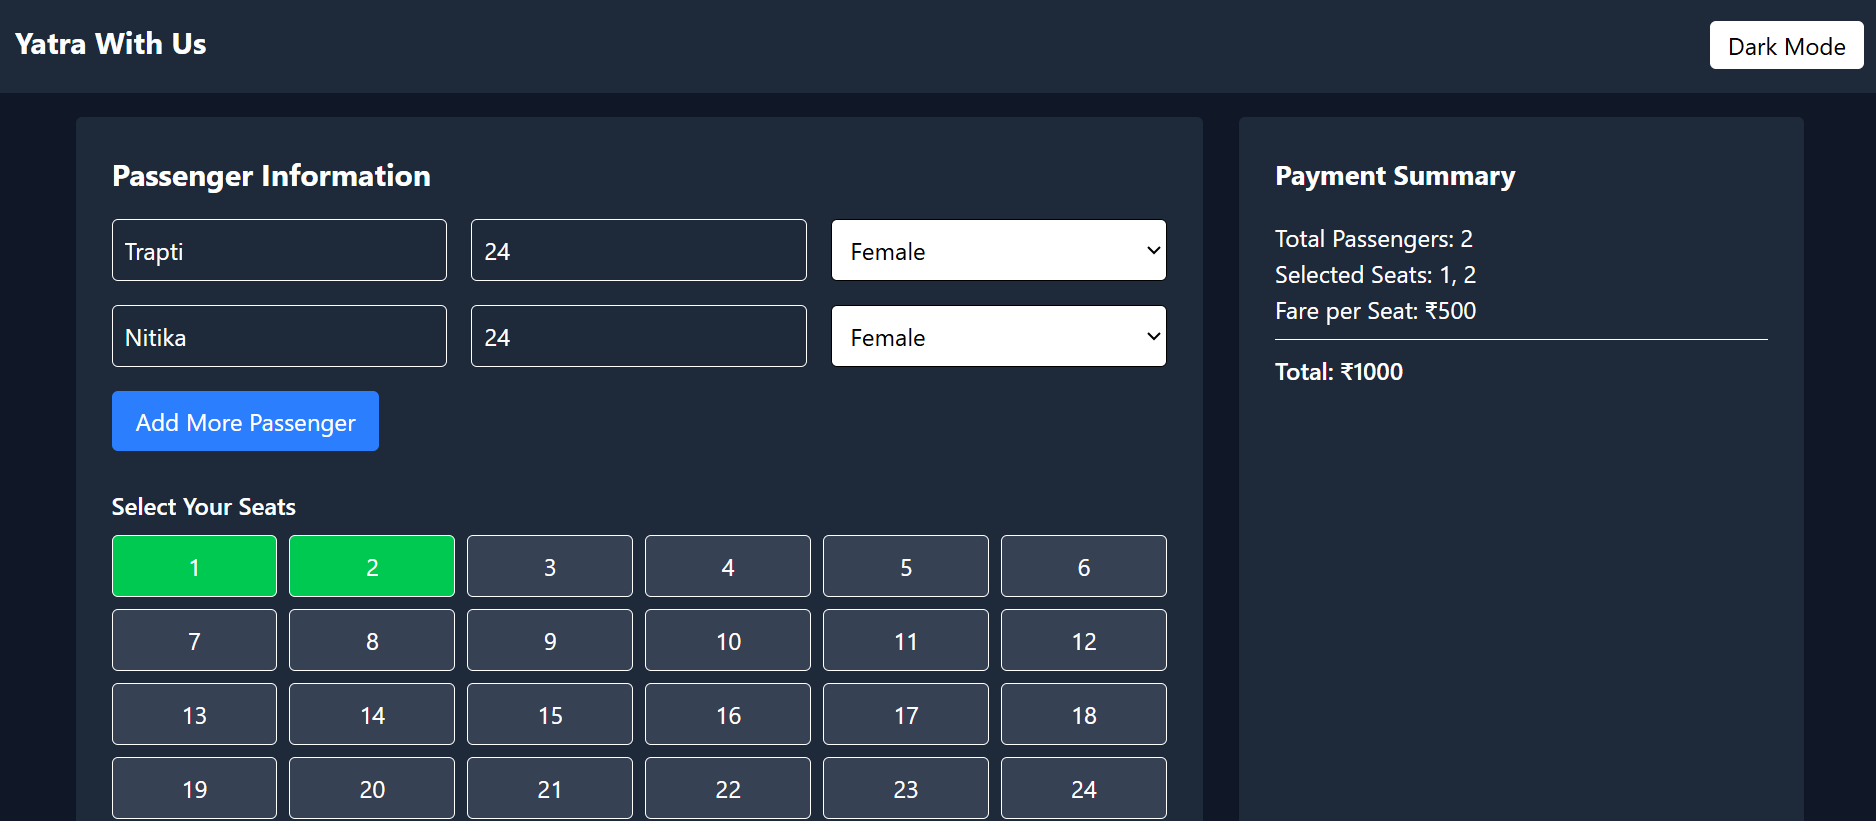 Yatra With Us
Dark Mode
Passenger Information
Trapti 24 Female
Nitika 24 Female
Add More Passenger
Select Your Seats
1 2 3 4 5 6
7 8 9 10 11 12
13 14 15 16 17 18
19 20 21 22 23 24
Payment Summary
Total Passengers: 2
Selected Seats: 1, 2
Fare per Seat: ₹500
Total: ₹1000